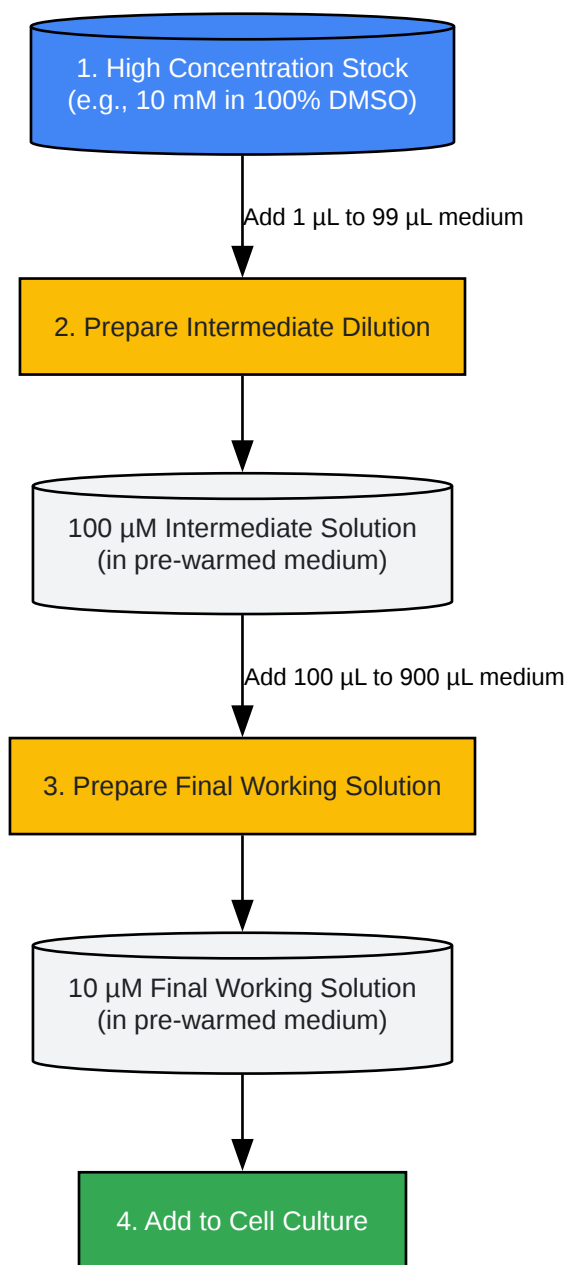 1. High Concentration Stock
(e.g., 10 mM in 100% DMSO)
Add 1 µL to 99 µL medium
2. Prepare Intermediate Dilution
100 µM Intermediate Solution
(in pre-warmed medium)
Add 100 µL to 900 µL medium
3. Prepare Final Working Solution
10 µM Final Working Solution
(in pre-warmed medium)
4. Add to Cell Culture